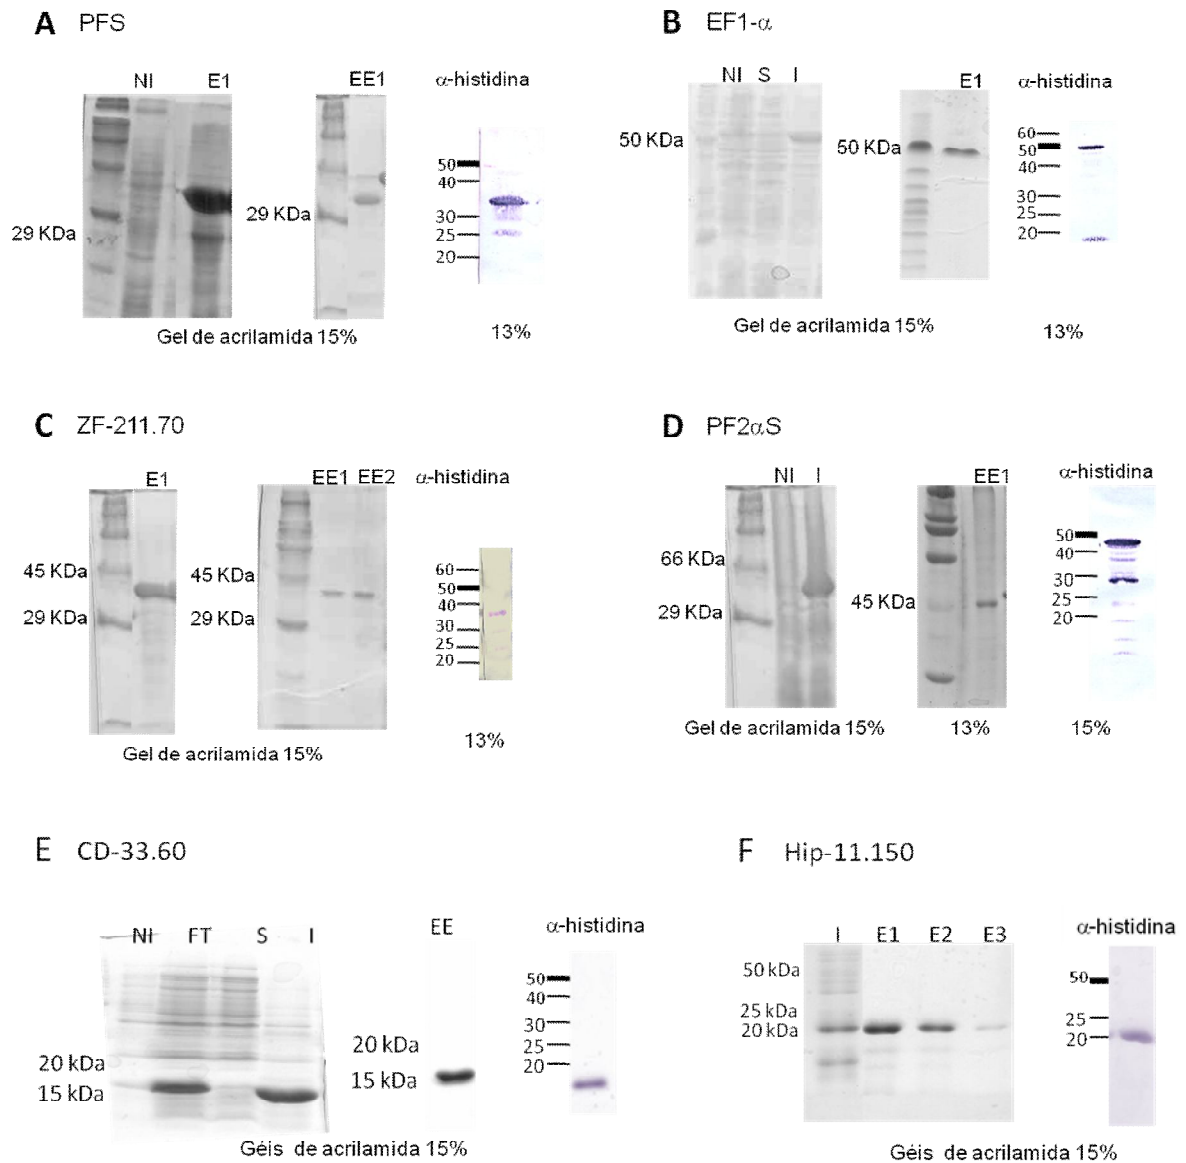 A PFS
NI E1 EE1 α-histidina
29 KDa
29 KDa
50
40
30
25
20
Gel de acrilamida 15% 13%
B EF1-α
NI S I E1 α-histidina
50 KDa
50 KDa
60
50
40
30
25
20
Gel de acrilamida 15% 13%
C ZF-211.70
E1 EE1 EE2 α-histidina
45 KDa
29 KDa
45 KDa
29 KDa
60
50
40
30
25
20
Gel de acrilamida 15% 13%
D PF2αS
NI I EE1 α-histidina
66 KDa
29 KDa
45 KDa
50
40
30
25
20
Gel de acrilamida 15% 13% 15%
E CD-33.60
NI FT S I EE α-histidina
20 kDa
15 kDa
20 kDa
15 kDa
50
40
30
25
20
Géis de acrilamida 15%
F Hip-11.150
I E1 E2 E3 α-histidina
50 kDa
25 kDa
20 kDa
50
25
20
Géis de acrilamida 15%